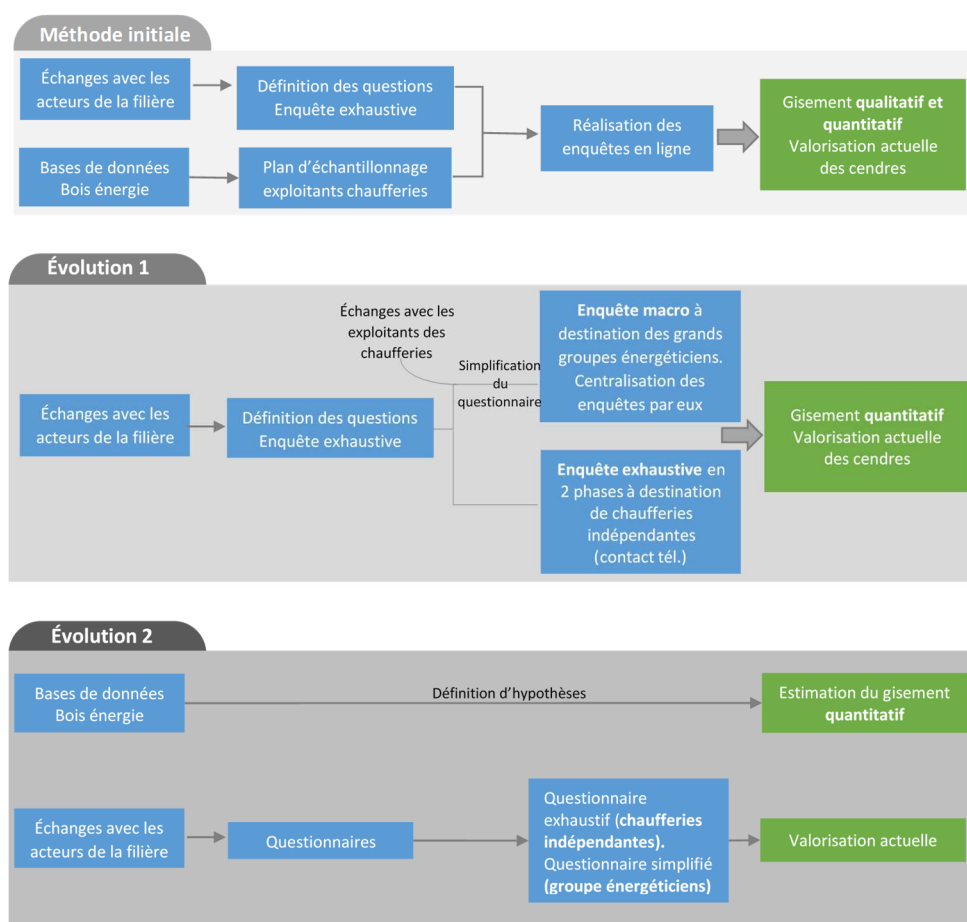 Méthode initiale
Échanges avec les
acteurs de la filière
Définition des questions
Enquête exhaustive
Bases de données
Bois énergie
Plan d'échantillonnage
exploitants chaufferies
Réalisation des
enquêtes en ligne
Gisement qualitatif et
quantitatif
Valorisation actuelle
des cendres
Évolution 1
Échanges avec les
acteurs de la filière
Définition des questions
Enquête exhaustive
Échanges avec les
exploitants des
chaufferies
Simplification
du
questionnaire
Enquête macro à
destination des grands
groupes énergéticiens.
Centralisation des
enquêtes par eux
Enquête exhaustive en
2 phases à destination
de chaufferies
indépendantes
(contact tél.)
Gisement quantitatif
Valorisation actuelle
des cendres
Évolution 2
Bases de données
Bois énergie
Définition d'hypothèses
Estimation du gisement
quantitatif
Échanges avec les
acteurs de la filière
Questionnaires
Questionnaire
exhaustif (chaufferies
indépendantes).
Questionnaire simplifié
(groupe énergéticiens)
Valorisation actuelle